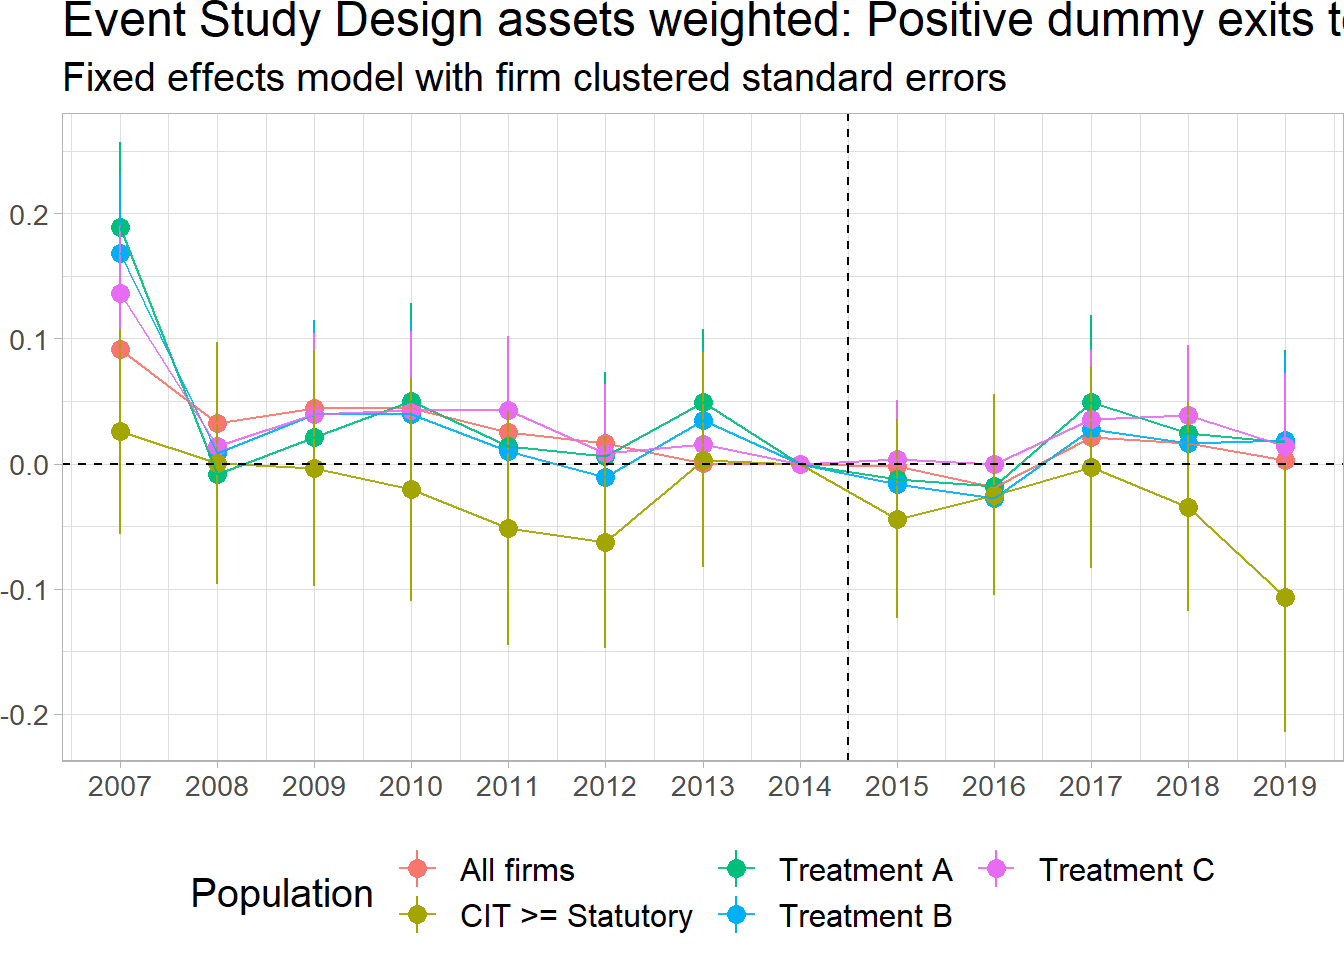 Event Study Design assets weighted: Positive dummy exits
Fixed effects model with firm clustered standard errors
0.2
0.1
0.0
-0.1
-0.2
2007 2008 2009 2010 2011 2012 2013 2014 2015 2016 2017 2018 2019
Population
All firms
CIT >= Statutory
Treatment A
Treatment B
Treatment C